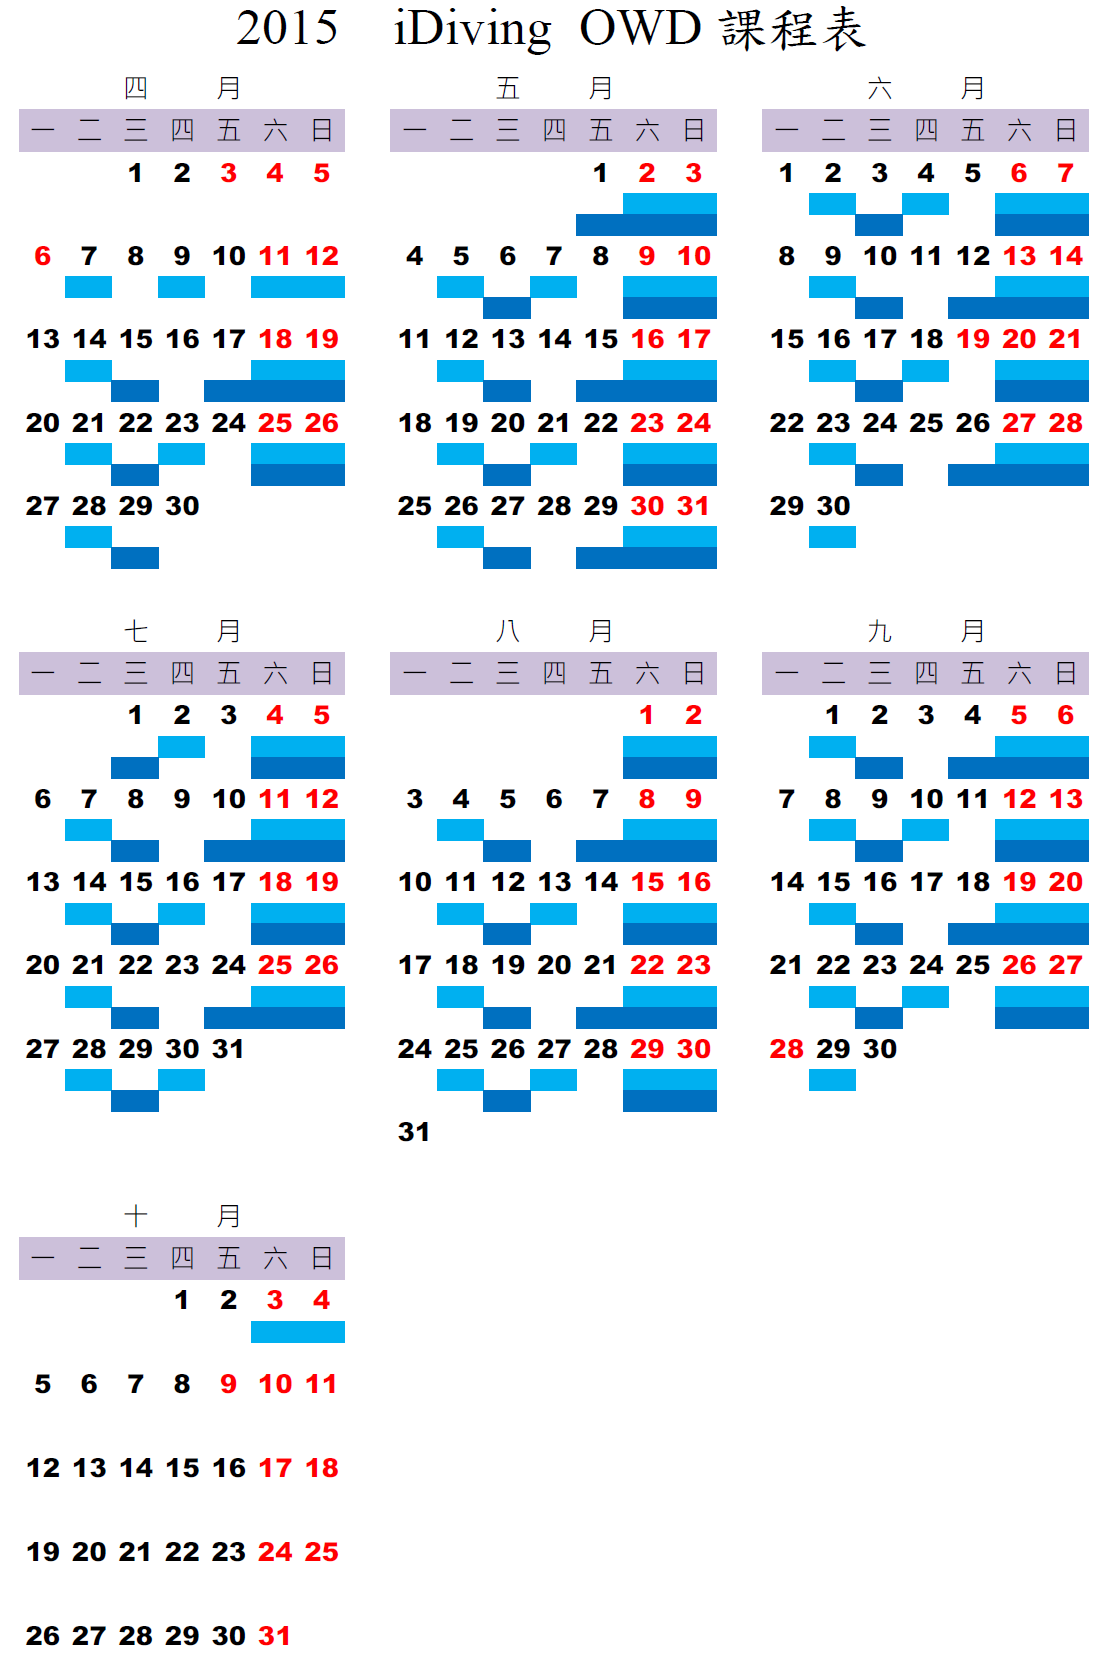 2015 iDiving OWD 課程表
四 月
一 二 三 四 五 六 日
1 2 3 4 5
6 7 8 9 10 11 12
13 14 15 16 17 18 19
20 21 22 23 24 25 26
27 28 29 30
五 月
一 二 三 四 五 六 日
1 2 3
4 5 6 7 8 9 10
11 12 13 14 15 16 17
18 19 20 21 22 23 24
25 26 27 28 29 30 31
六 月
一 二 三 四 五 六 日
1 2 3 4 5 6 7
8 9 10 11 12 13 14
15 16 17 18 19 20 21
22 23 24 25 26 27 28
29 30
七 月
一 二 三 四 五 六 日
1 2 3 4 5
6 7 8 9 10 11 12
13 14 15 16 17 18 19
20 21 22 23 24 25 26
27 28 29 30 31
八 月
一 二 三 四 五 六 日
1 2
3 4 5 6 7 8 9
10 11 12 13 14 15 16
17 18 19 20 21 22 23
24 25 26 27 28 29 30
31
九 月
一 二 三 四 五 六 日
1 2 3 4 5 6
7 8 9 10 11 12 13
14 15 16 17 18 19 20
21 22 23 24 25 26 27
28 29 30
十 月
一 二 三 四 五 六 日
1 2 3 4
5 6 7 8 9 10 11
12 13 14 15 16 17 18
19 20 21 22 23 24 25
26 27 28 29 30 31